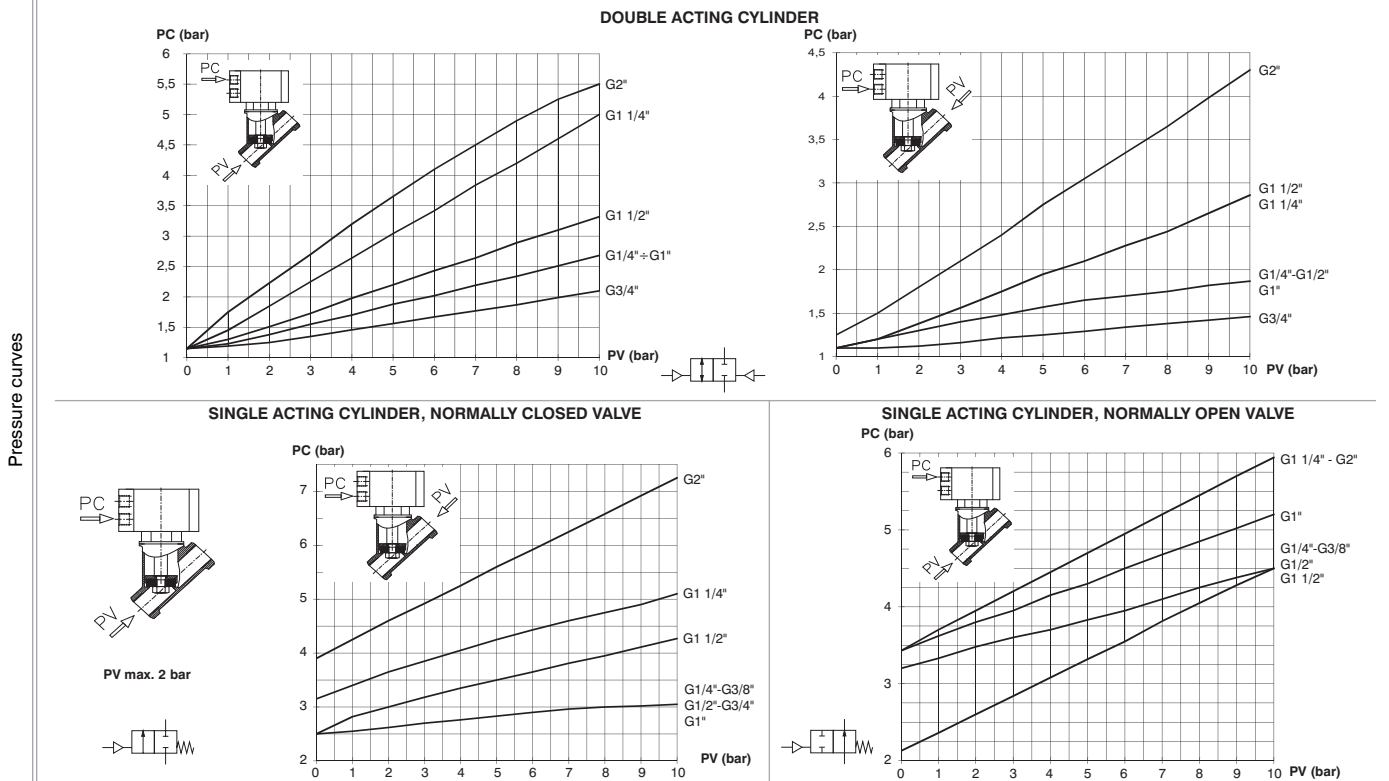 Pressure curves
DOUBLE ACTING CYLINDER
PC (bar)
6
5,5
5
4,5
4
3,5
3
2,5
2
1,5
1
PC
PV
G2"
G1 1/4"
G1 1/2"
G1/4"÷G1"
G3/4"
0 1 2 3 4 5 6 7 8 9 10
PV (bar)
PC (bar)
4,5
4
3,5
3
2,5
2
1,5
1
PC
PV
G2"
G1 1/2"
G1 1/4"
G1/4"-G1/2"
G1"
G3/4"
0 1 2 3 4 5 6 7 8 9 10 PV (bar)
SINGLE ACTING CYLINDER, NORMALLY CLOSED VALVE
PC
PV
PV max. 2 bar
PC (bar)
7
6
5
4
3
2
PC
PV
G2"
G1 1/4"
G1 1/2"
G1/4"-G3/8"
G1/2"-G3/4"
G1"
PV (bar)
0 1 2 3 4 5 6 7 8 9 10
SINGLE ACTING CYLINDER, NORMALLY OPEN VALVE
PC (bar)
6
5
4
3
2
PC
PV
G1 1/4" - G2"
G1"
G1/4"-G3/8"
G1/2"
G1 1/2"
0 1 2 3 4 5 6 7 8 9 10 PV (bar)